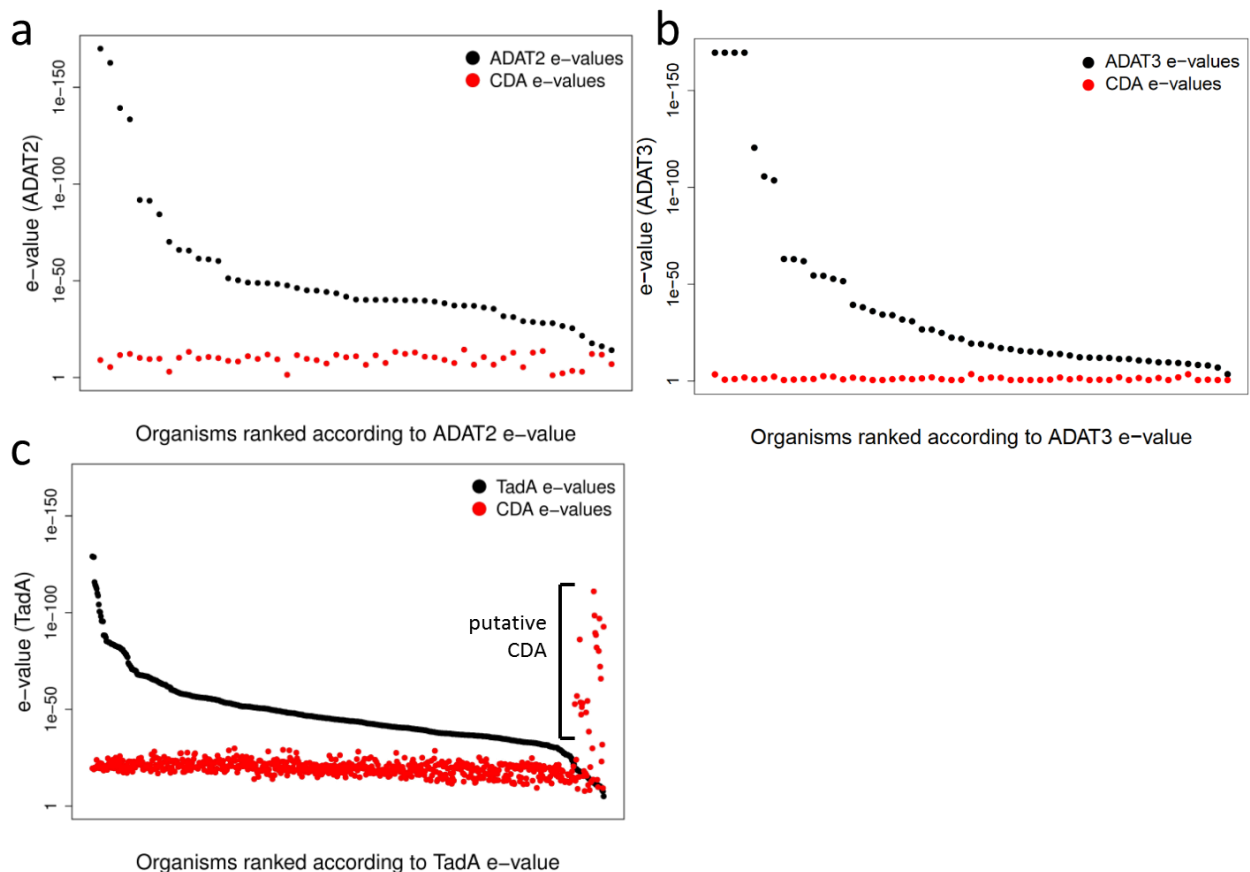 a
ADAT2 e-values
CDA e-values
1e-150
1e-100
1e-50
1
e-value (ADAT2)
Organisms ranked according to ADAT2 e-value
b
ADAT3 e-values
CDA e-values
1e-150
1e-100
1e-50
1
e-value (ADAT3)
Organisms ranked according to ADAT3 e-value
c
TadA e-values
CDA e-values
1e-150
1e-100
1e-50
1
e-value (TadA)
putative
CDA
Organisms ranked according to TadA e-value